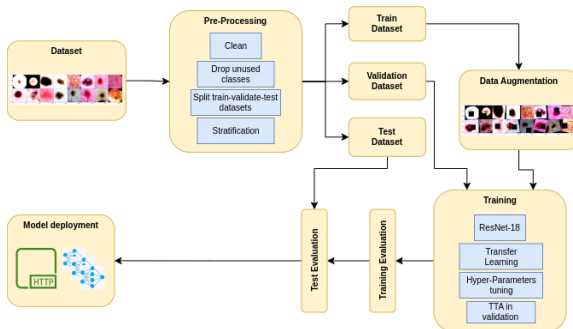 Dataset
Pre-Processing
Clean
Drop unused
classes
Split train-validate-test
datasets
Stratification
Train
Dataset
Validation
Dataset
Test
Dataset
Data Augmentation
Training
ResNet-18
Transfer
Learning
Hyper-Parameters
tuning
TTA in
validation
Training Evaluation
Test Evaluation
Model deployment
HTTP